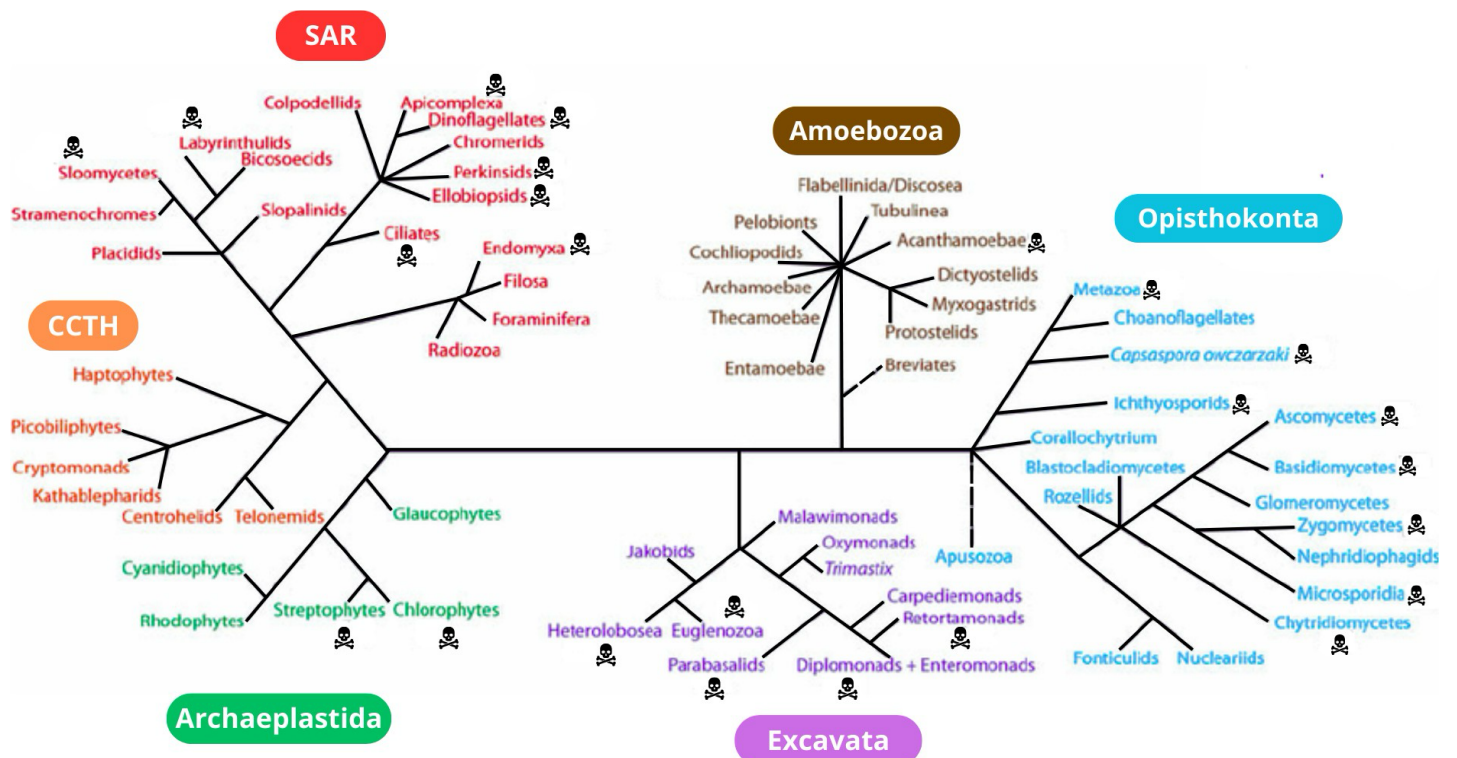 SAR
Colpodellids
Apicomplexa
Dinoflagellates
Labyrinthulids
Chromerids
Bicosoecids
Sloomycetes
Perkinsids
Ellobiopsids
Stramenochromes
Slopalinids
Ciliates
Placidids
Endomyxa
Filosa
Foraminifera
Radiozoa
CCTH
Haptophytes
Picobiliphytes
Cryptomonads
Kathablepharids
Centrohelids
Telonemids
Glaucophytes
Cyanidiophytes
Rhodophytes
Streptophytes
Chlorophytes
Archaeplastida
Amoebozoa
Flabellinida/Discosea
Tubulinea
Pelobionts
Acanthamoebae
Cochliopodids
Dictyostelids
Archamoebae
Myxogastrids
Thecamoebae
Protostelids
Entamoebae
Breviates
Opisthokonta
Metazoa
Choanoflagellates
Capsaspora owczarzaki
Ichthyosporids
Ascomycetes
Corallochytrium
Blastocladiomycetes
Basidiomycetes
Rozellids
Glomeromycetes
Zygomycetes
Nephridiophagids
Apusozoa
Microsporidia
Chytridiomycetes
Fonticulids
Nucleariids
Malawimonads
Jakobids
Oxymonads
Trimastix
Carpediemonads
Retortamonads
Heterolobosea
Euglenozoa
Parabasalids
Diplomonads + Enteromonads
Excavata